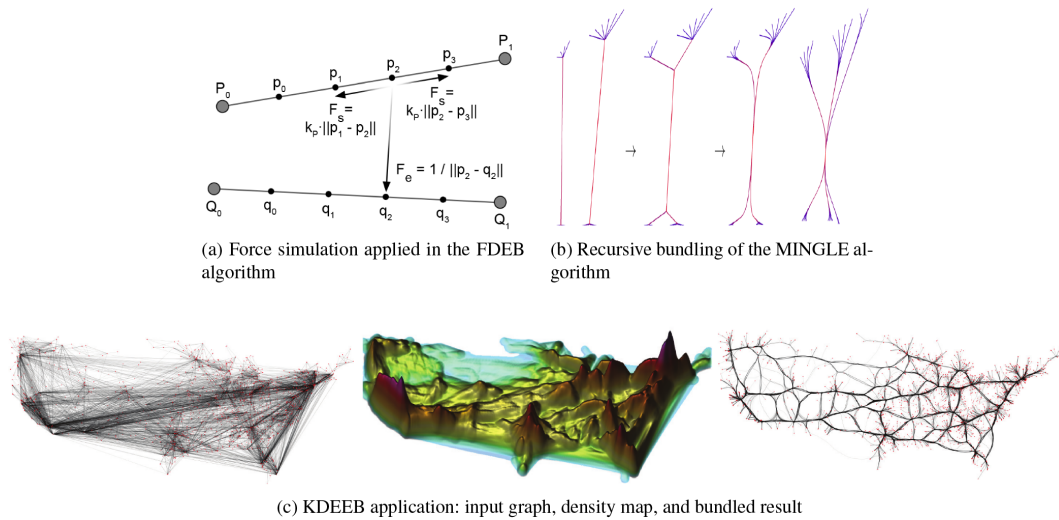 P₁
p₃
p₂
p₁
p₀
P₀
Fₛ=
kₚ·||p₁ - p₂||
Fₛ=
kₚ·||p₂ - p₃||
Fₑ = 1 / ||p₂ - q₂||
Q₀
q₀
q₁
q₂
q₃
Q₁
→
→
(a) Force simulation applied in the FDEB
algorithm
(b) Recursive bundling of the MINGLE al-
gorithm
(c) KDEEB application: input graph, density map, and bundled result